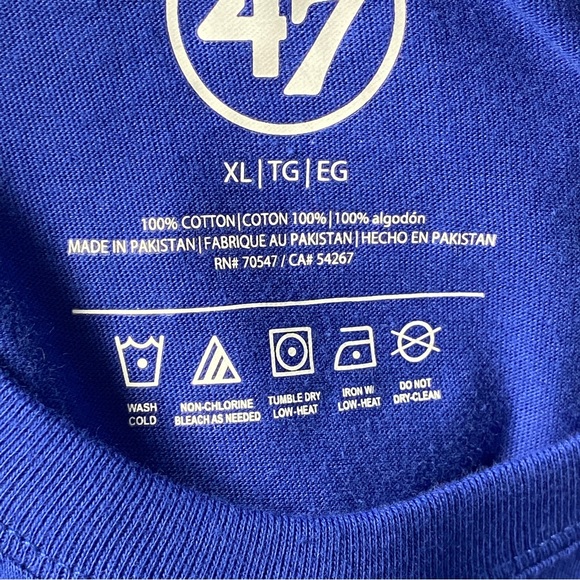 47
XL|TG|EG
100% COTTON|COTON 100%|100% algodón
MADE IN PAKISTAN|FABRIQUE AU PAKISTAN|HECHO EN PAKISTAN
RN# 70547 / CA# 54267
WASH COLD
NON-CHLORINE BLEACH AS NEEDED
TUMBLE DRY LOW-HEAT
IRON W/ LOW-HEAT
DO NOT DRY-CLEAN